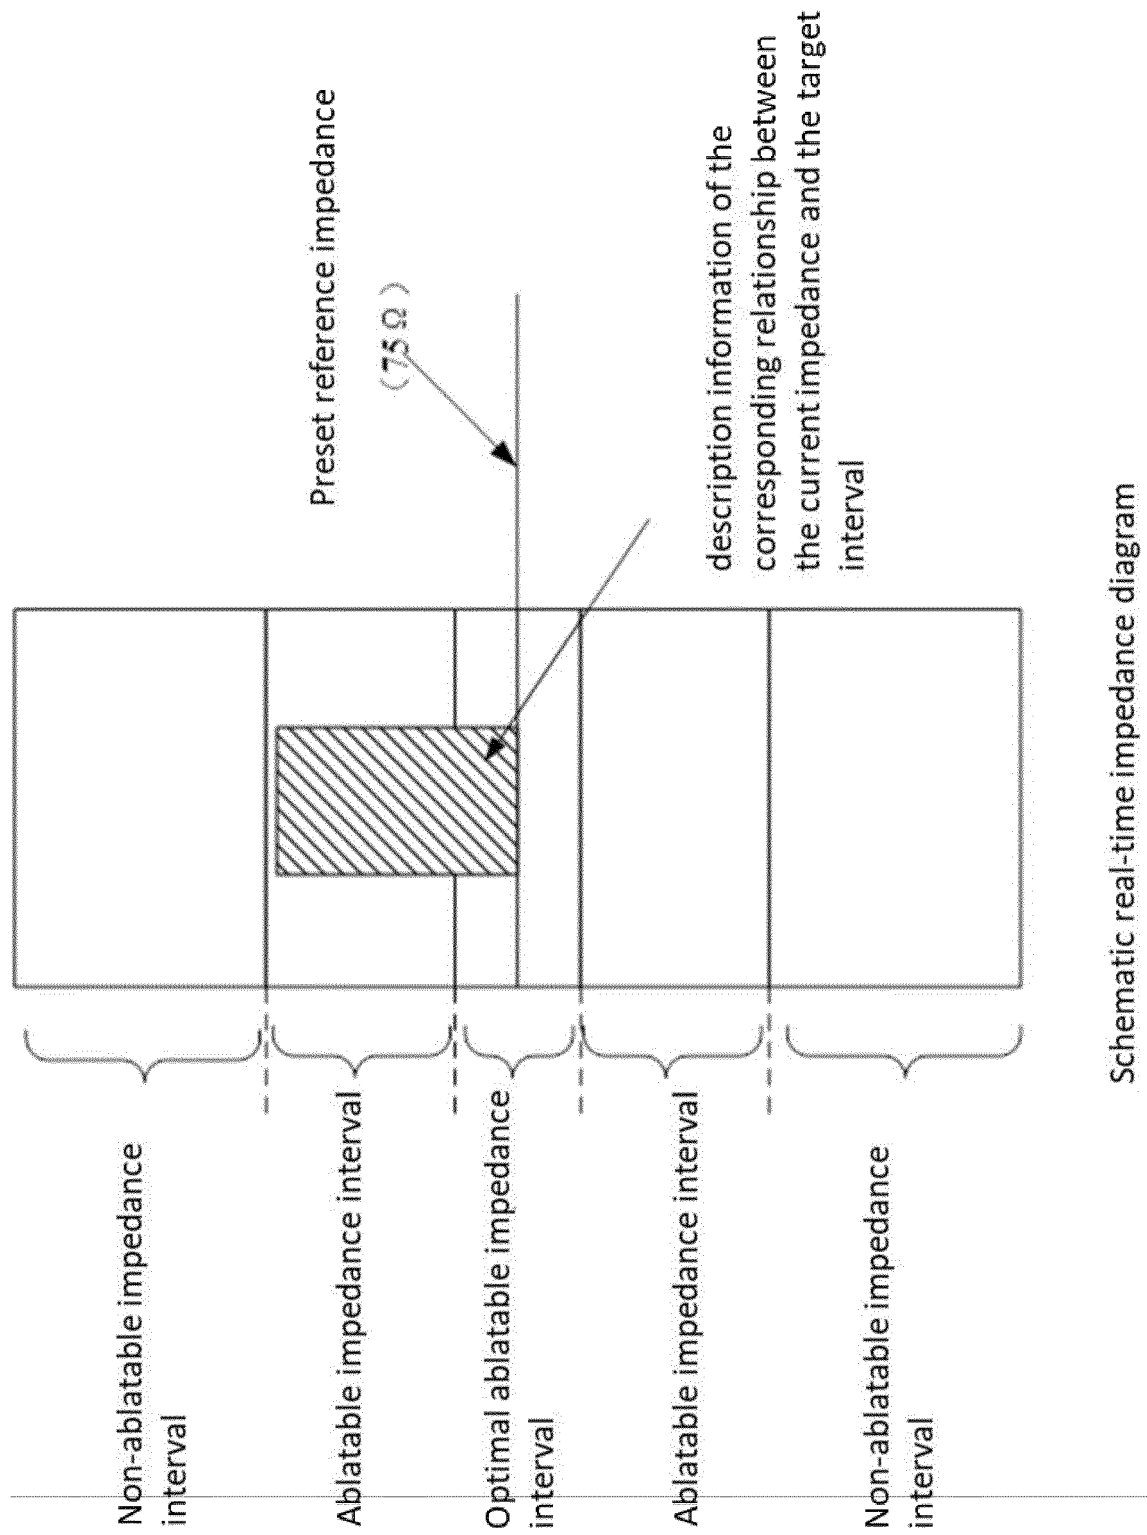 Non-ablatable impedance
interval
Ablatable impedance interval
Optimal ablatable impedance
interval
Ablatable impedance interval
Non-ablatable impedance
interval
Preset reference impedance
(75 Ω)
description information of the
corresponding relationship between
the current impedance and the target
interval
Schematic real-time impedance diagram